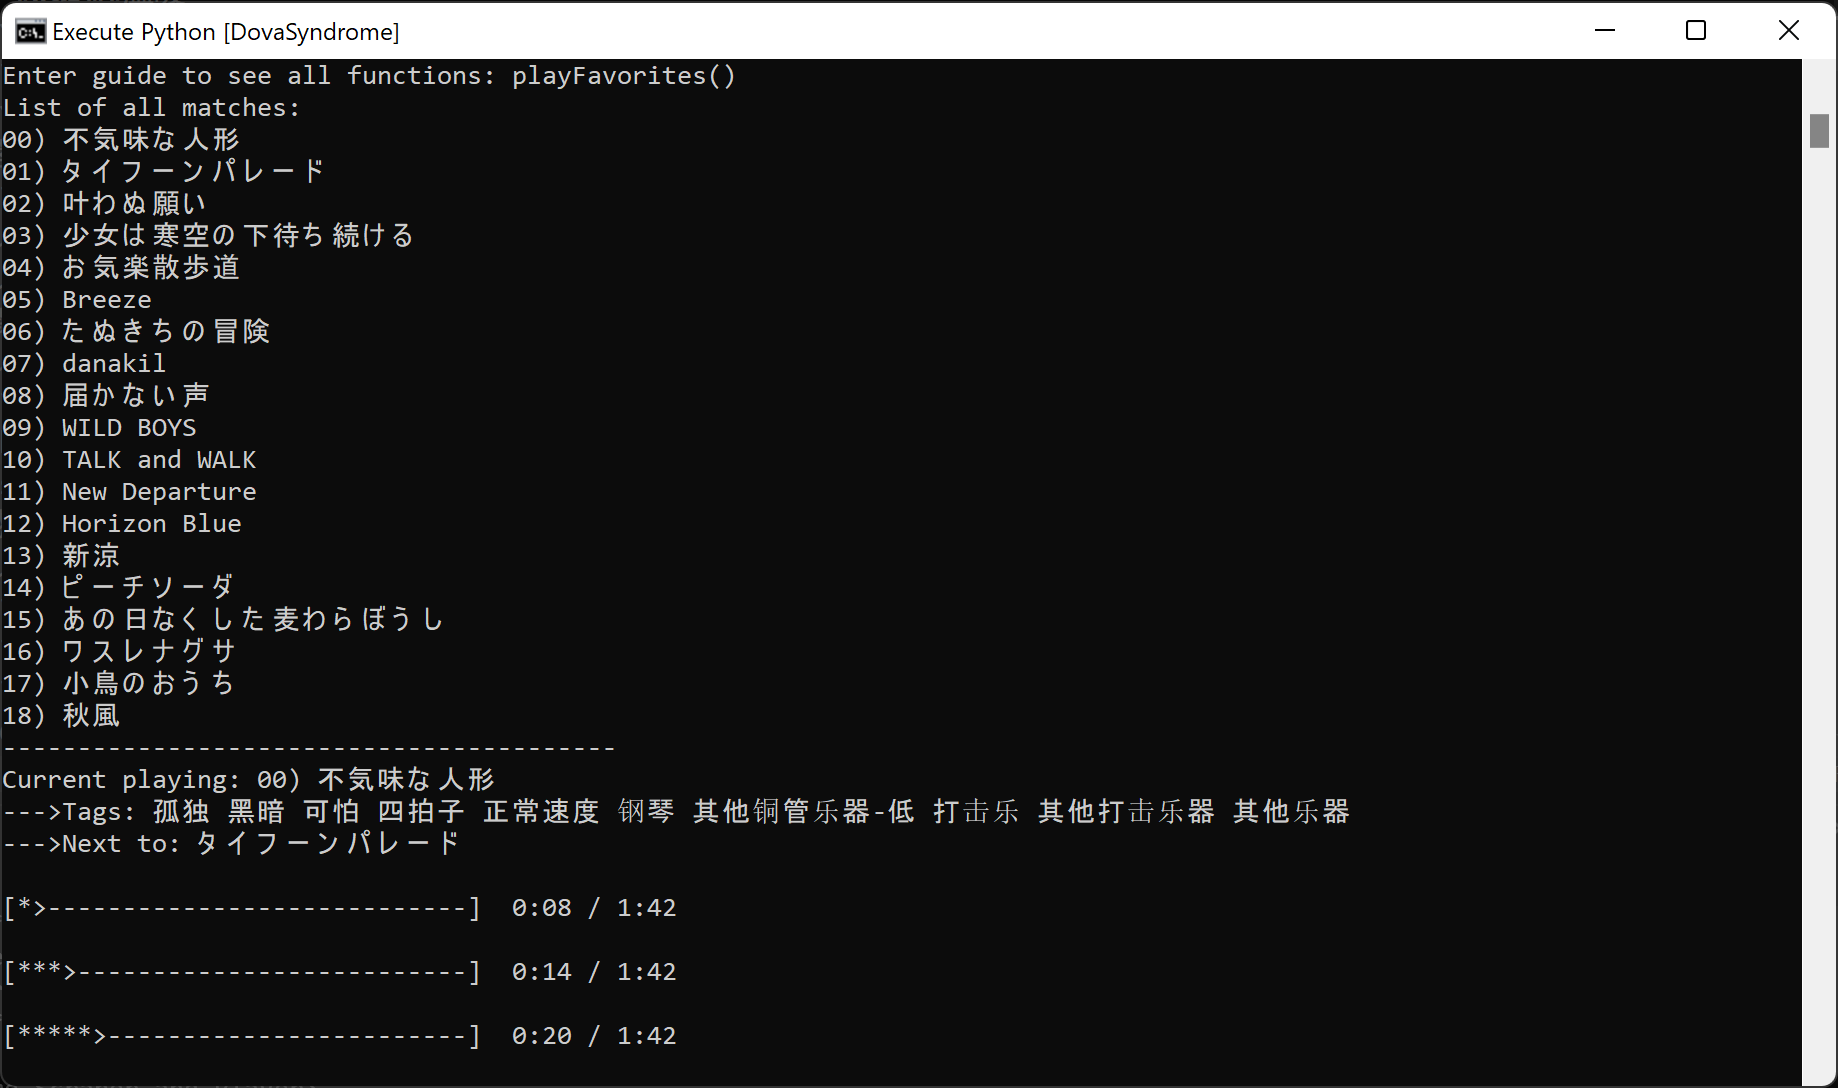 Execute Python [DovaSyndrome]
Enter guide to see all functions: playFavorites()
List of all matches:
00) 不気味な人形
01) タイフーンパレード
02) 叶わぬ願い
03) 少女は寒空の下待ち続ける
04) お気楽散歩道
05) Breeze
06) たぬきちの冒険
07) danakil
08) 届かない声
09) WILD BOYS
10) TALK and WALK
11) New Departure
12) Horizon Blue
13) 新涼
14) ピーチソーダ
15) あの日なくした麦わらぼうし
16) ワスレナグサ
17) 小鳥のおうち
18) 秋風
-----------------------------------------
Current playing: 00) 不気味な人形
--->Tags: 孤独 黑暗 可怕 四拍子 正常速度 钢琴 其他铜管乐器-低 打击乐 其他打击乐器 其他乐器
--->Next to: タイフーンパレード
[*>----------------------------]  0:08 / 1:42
[***>--------------------------]  0:14 / 1:42
[*****>------------------------]  0:20 / 1:42